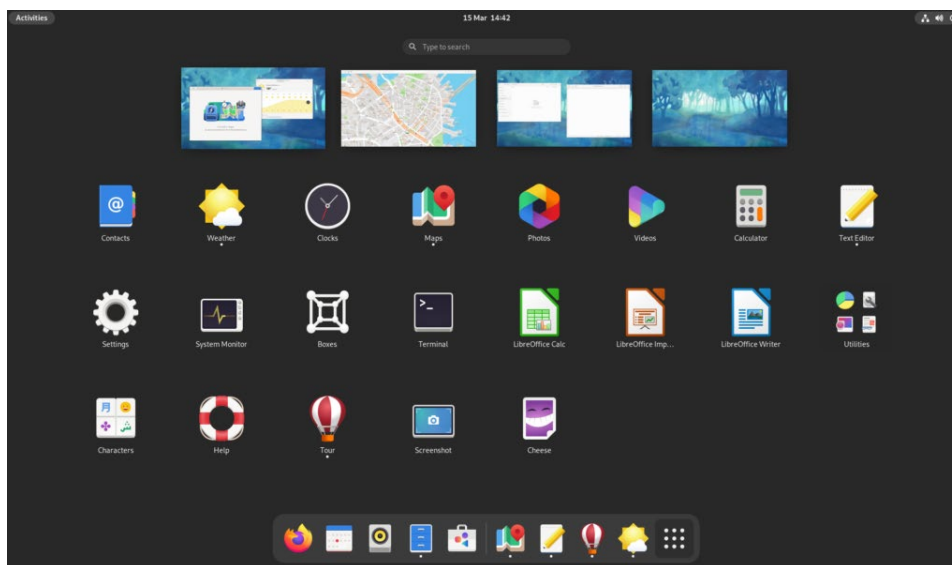 Activities
15 Mar 14:42
Type to search
Contacts
Weather
Clocks
Maps
Photos
Videos
Calculator
Text Editor
Settings
System Monitor
Boxes
Terminal
LibreOffice Calc
LibreOffice Imp...
LibreOffice Writer
Utilities
Characters
Help
Tour
Screenshot
Cheese